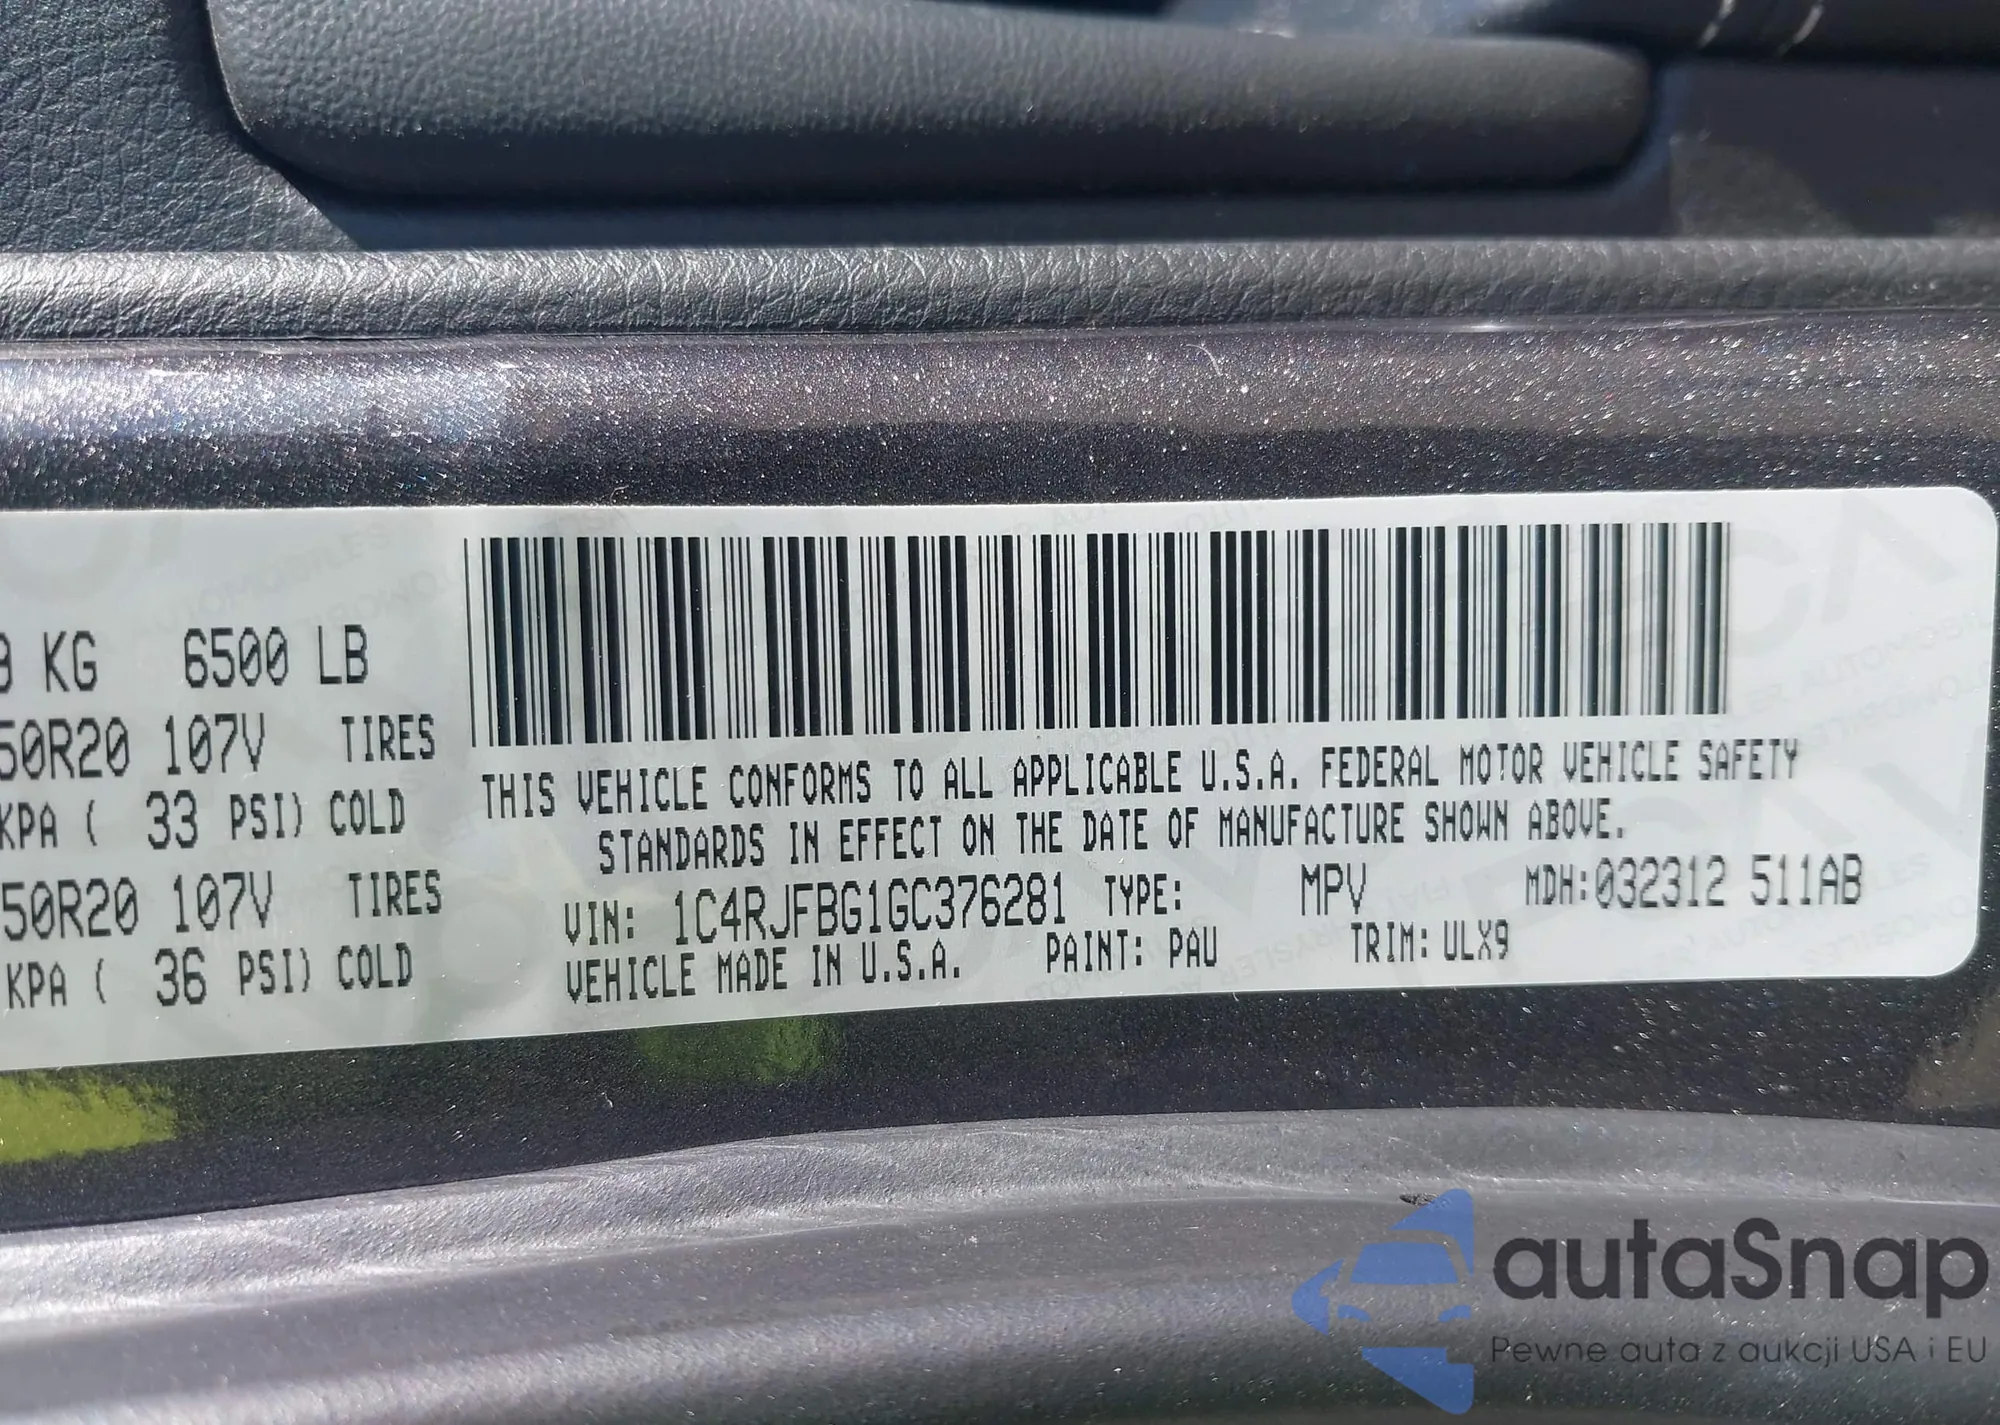 KG 6500 LB
50R20 107V TIRES
KPA ( 33 PSI) COLD
50R20 107V TIRES
KPA ( 36 PSI) COLD
THIS VEHICLE CONFORMS TO ALL APPLICABLE U.S.A. FEDERAL MOTOR VEHICLE SAFETY
STANDARDS IN EFFECT ON THE DATE OF MANUFACTURE SHOWN ABOVE.
VIN: 1C4RJFBG1GC376281 TYPE: MPV MDH:032312 511AB
VEHICLE MADE IN U.S.A. PAINT: PAU TRIM: ULX9
autaSnap
Pewne auta z aukcji USA i EU